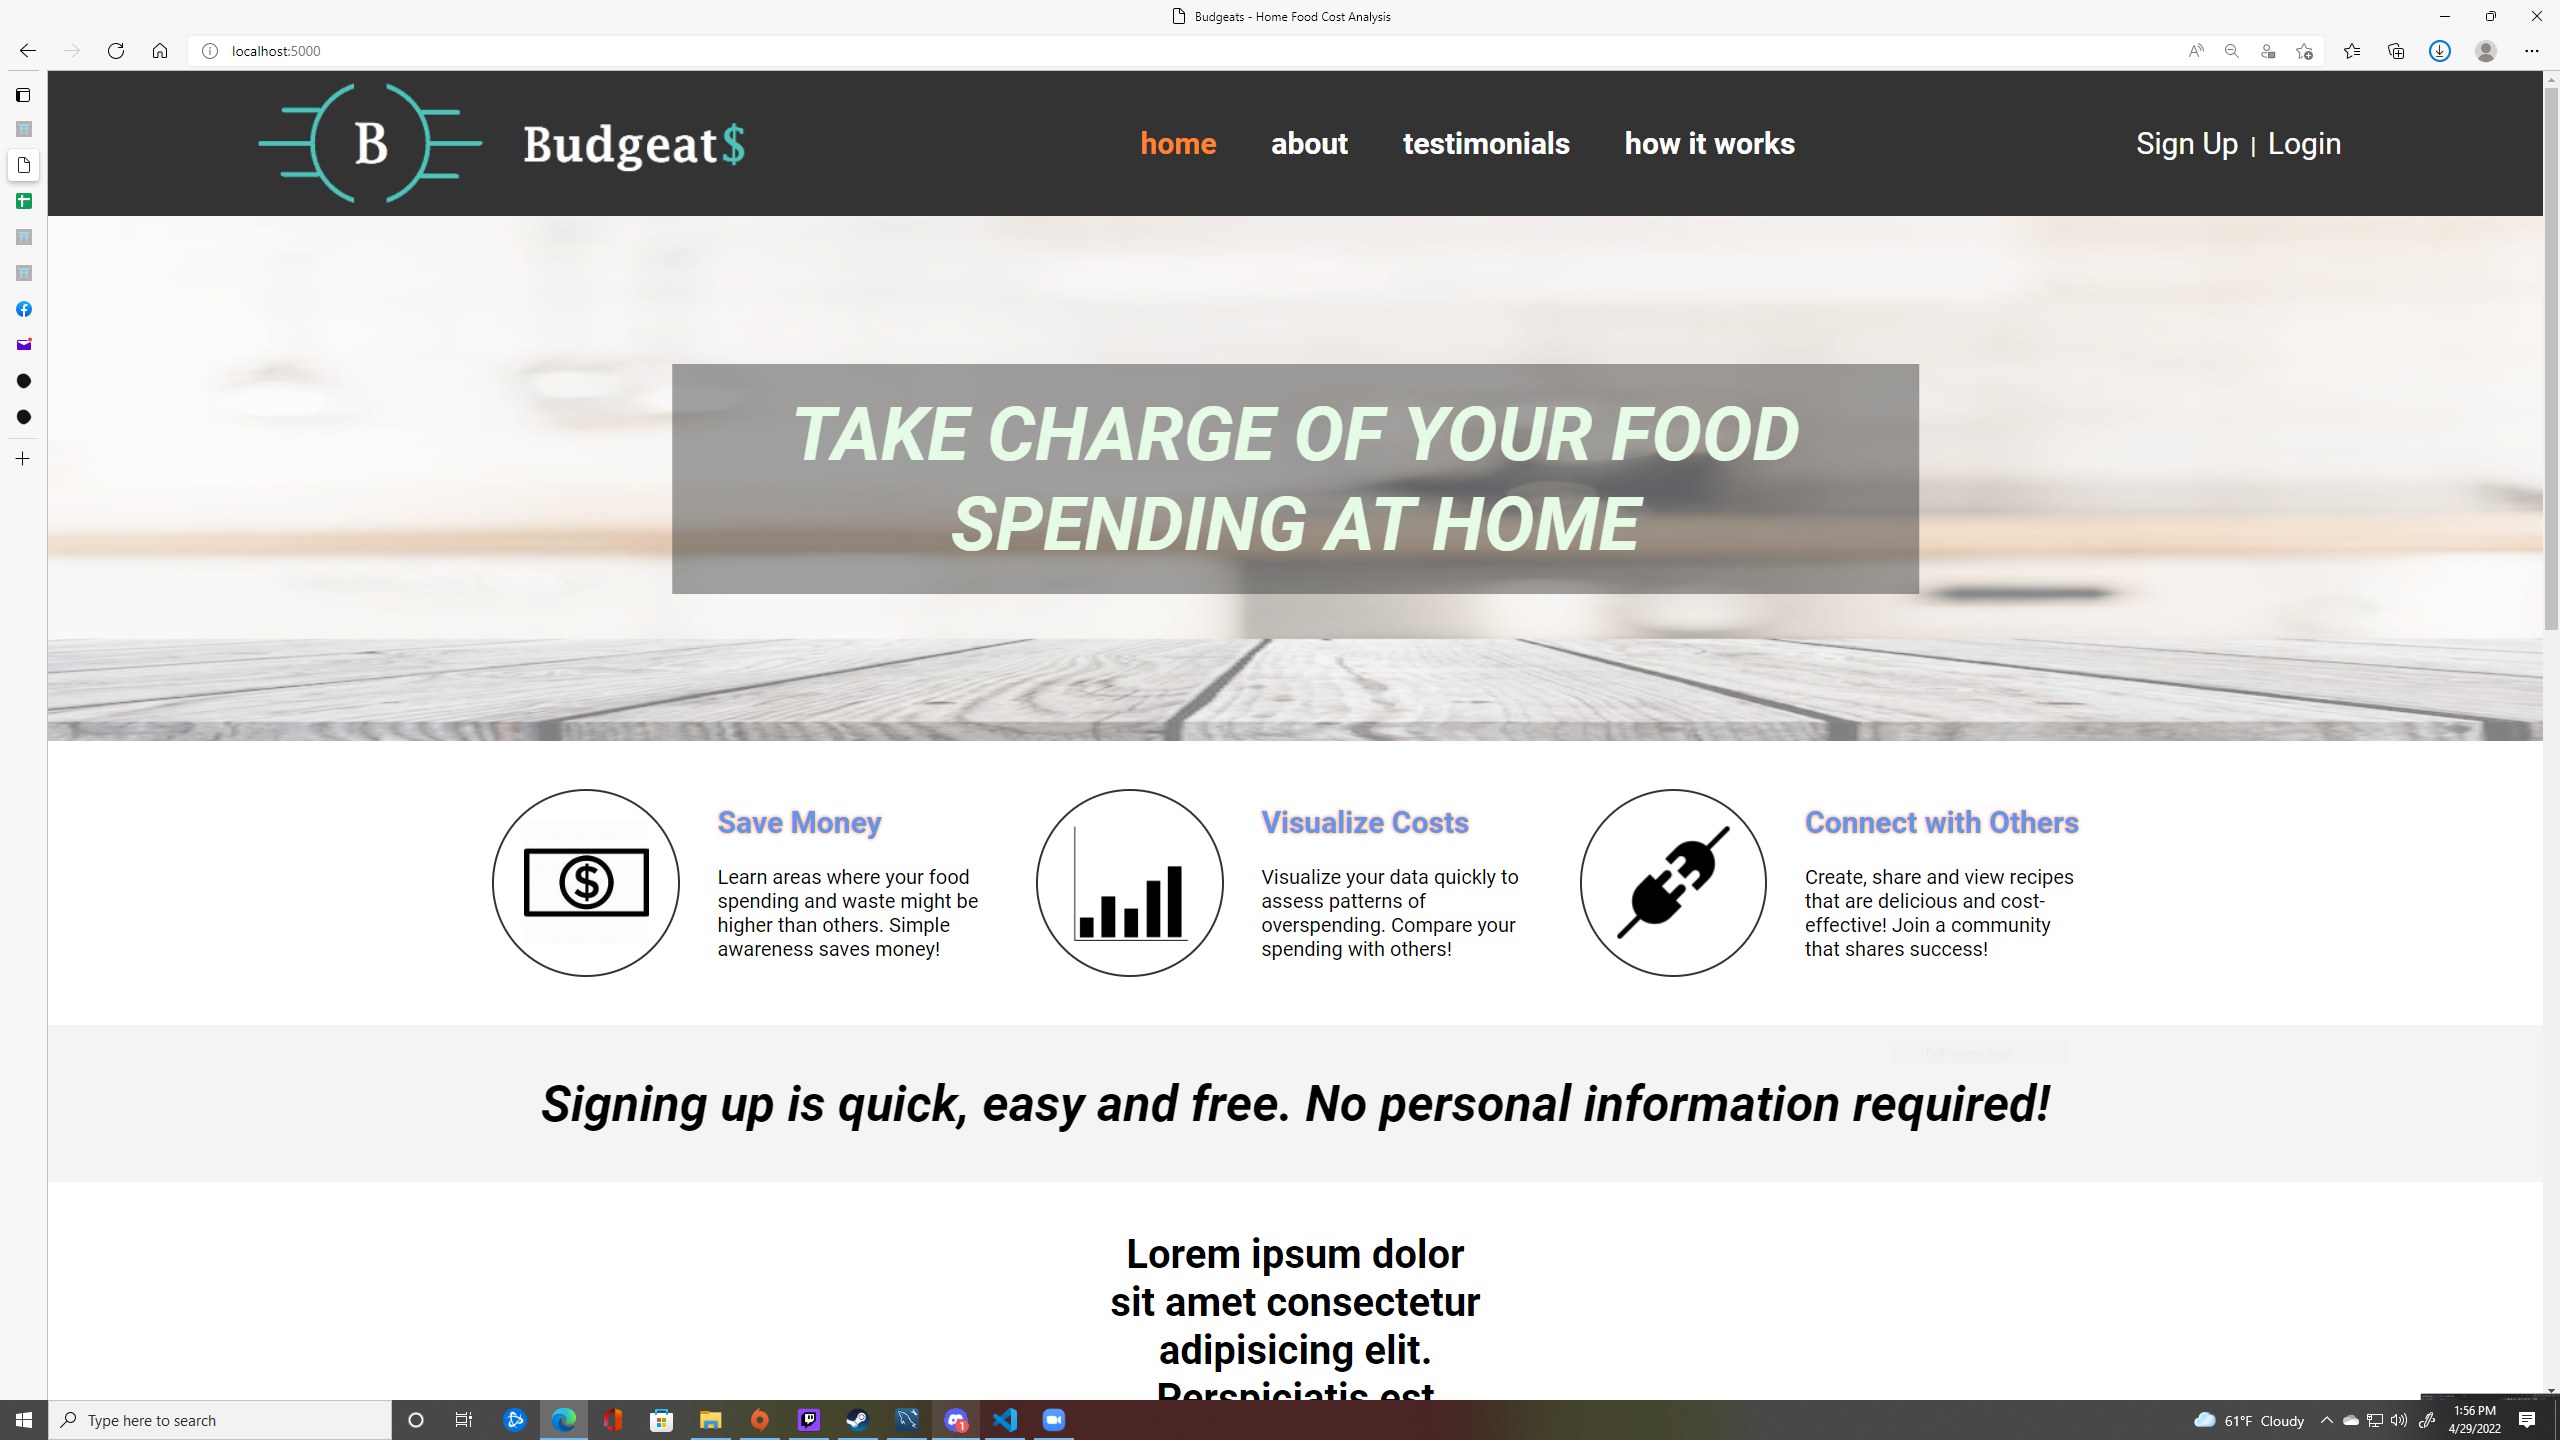 Budgeats - Home Food Cost Analysis
localhost:5000
B
Budgeat$
home
about
testimonials
how it works
Sign Up | Login
TAKE CHARGE OF YOUR FOOD
SPENDING AT HOME
Save Money
Learn areas where your food
spending and waste might be
higher than others. Simple
awareness saves money!
Visualize Costs
Visualize your data quickly to
assess patterns of
overspending. Compare your
spending with others!
Connect with Others
Create, share and view recipes
that are delicious and cost-
effective! Join a community
that shares success!
Signing up is quick, easy and free. No personal information required!
Lorem ipsum dolor
sit amet consectetur
adipisicing elit.
Perspiciatis est
Type here to search
1
61°F Cloudy
1:56 PM
4/29/2022